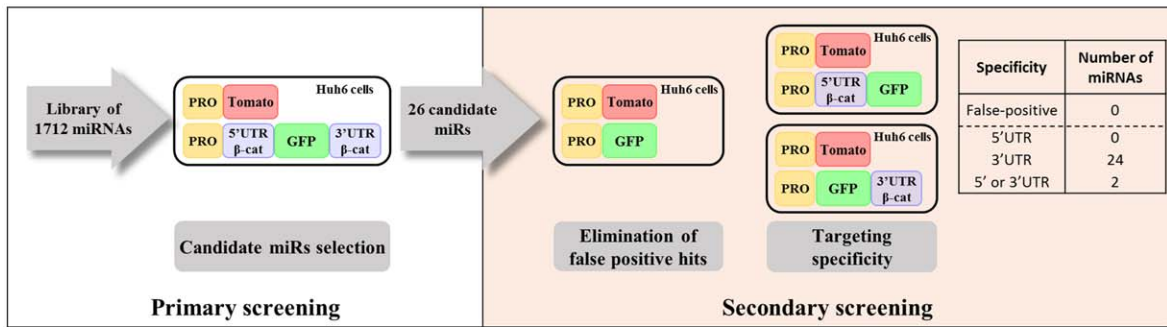 Library of
1712 miRNAs
Huh6 cells
PRO Tomato
PRO 5'UTR β-cat GFP 3'UTR β-cat
Candidate miRs selection
Primary screening
26 candidate
miRs
Huh6 cells
PRO Tomato
PRO GFP
Elimination of
false positive hits
Huh6 cells
PRO Tomato
PRO 5'UTR β-cat GFP
Huh6 cells
PRO Tomato
PRO GFP 3'UTR β-cat
Targeting
specificity
Specificity Number of miRNAs
False-positive 0
5'UTR 0
3'UTR 24
5' or 3'UTR 2
Secondary screening